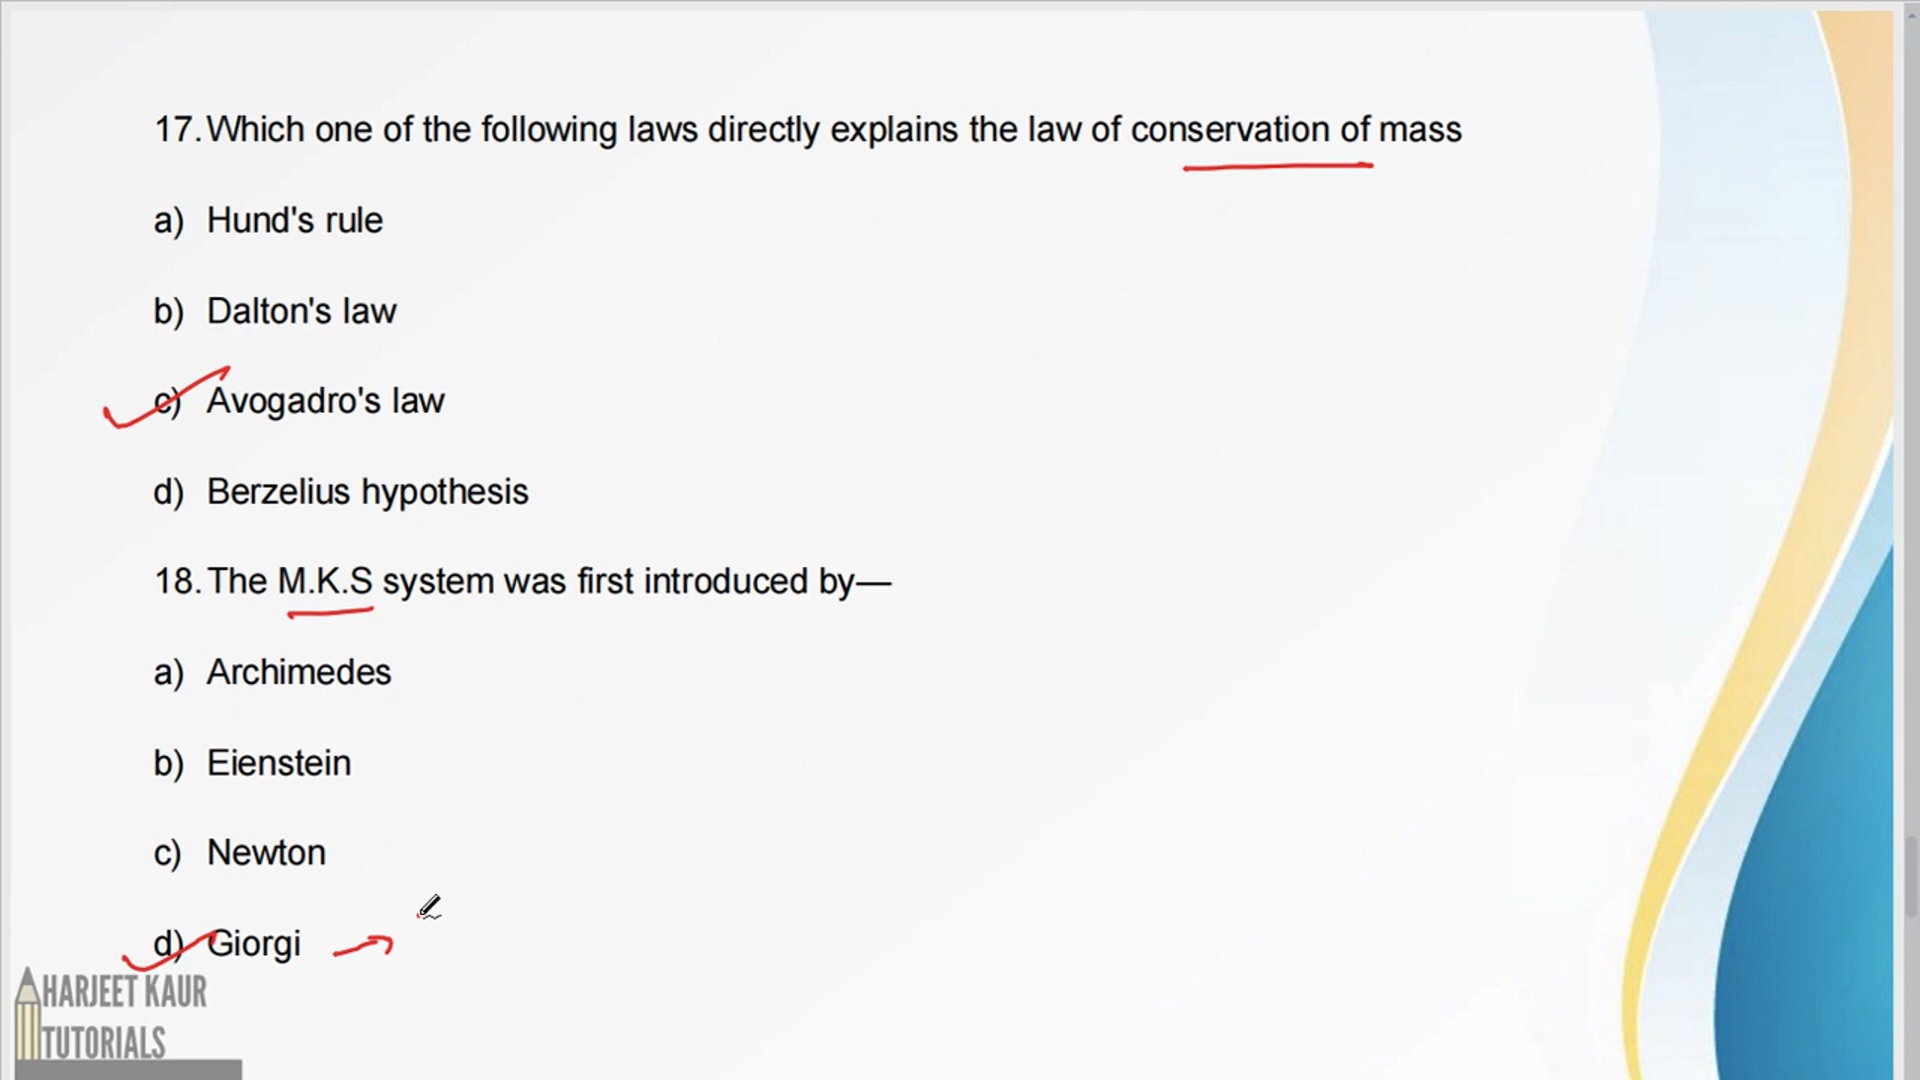 17. Which one of the following laws directly explains the law of conservation of mass
a) Hund's rule
b) Dalton's law
c) Avogadro's law
d) Berzelius hypothesis
18. The M.K.S system was first introduced by—
a) Archimedes
b) Eienstein
c) Newton
d) Giorgi
HARJEET KAUR
TUTORIALS